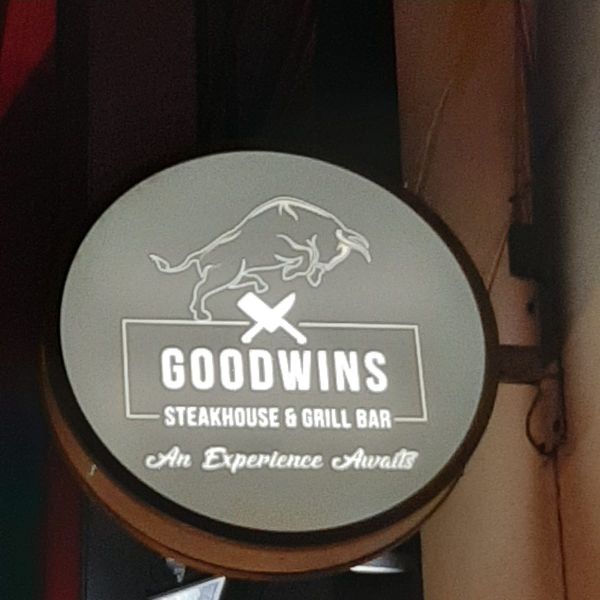 GOODWINS
STEAKHOUSE & GRILL BAR
An Experience Awaits